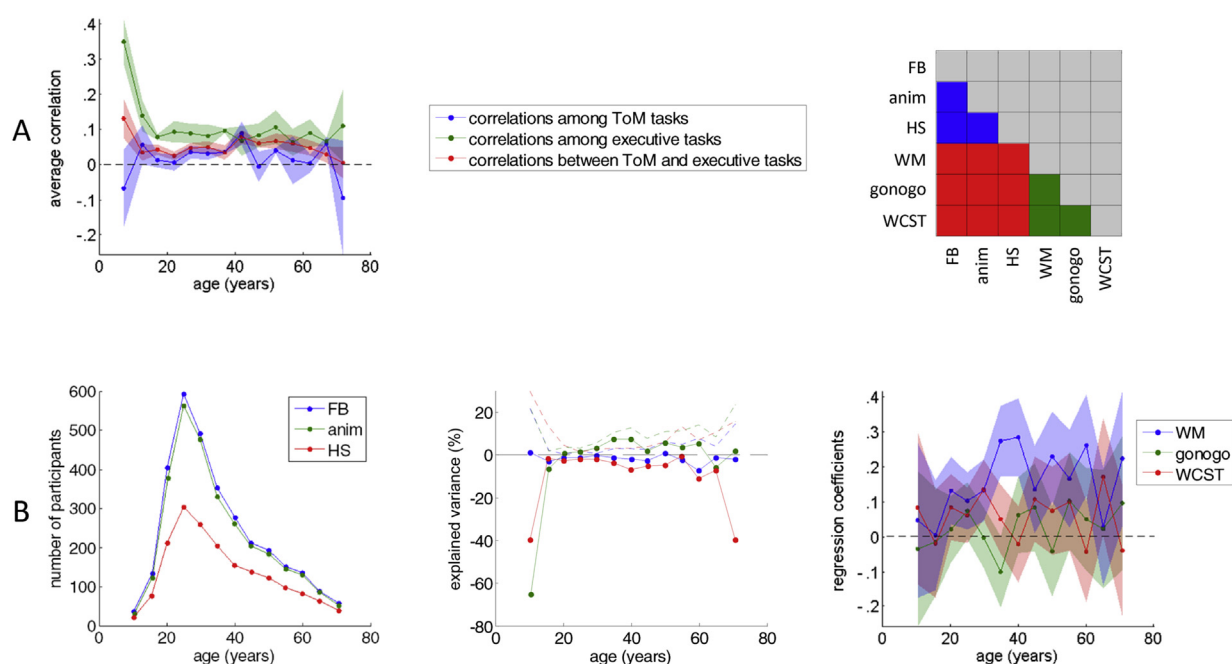 A
average correlation
.4
.3
.2
.1
0
-.1
-.2
0
20
40
60
80
age (years)
correlations among ToM tasks
correlations among executive tasks
correlations between ToM and executive tasks
FB
anim
HS
WM
gonogo
WCST
FB
anim
HS
WM
gonogo
WCST
B
number of participants
600
500
400
300
200
100
0
0
20
40
60
80
age (years)
FB
anim
HS
explained variance (%)
20
0
-20
-40
-60
-80
0
20
40
60
80
age (years)
regression coefficients
.4
.3
.2
.1
0
-.1
-.2
0
20
40
60
80
age (years)
WM
gonogo
WCST